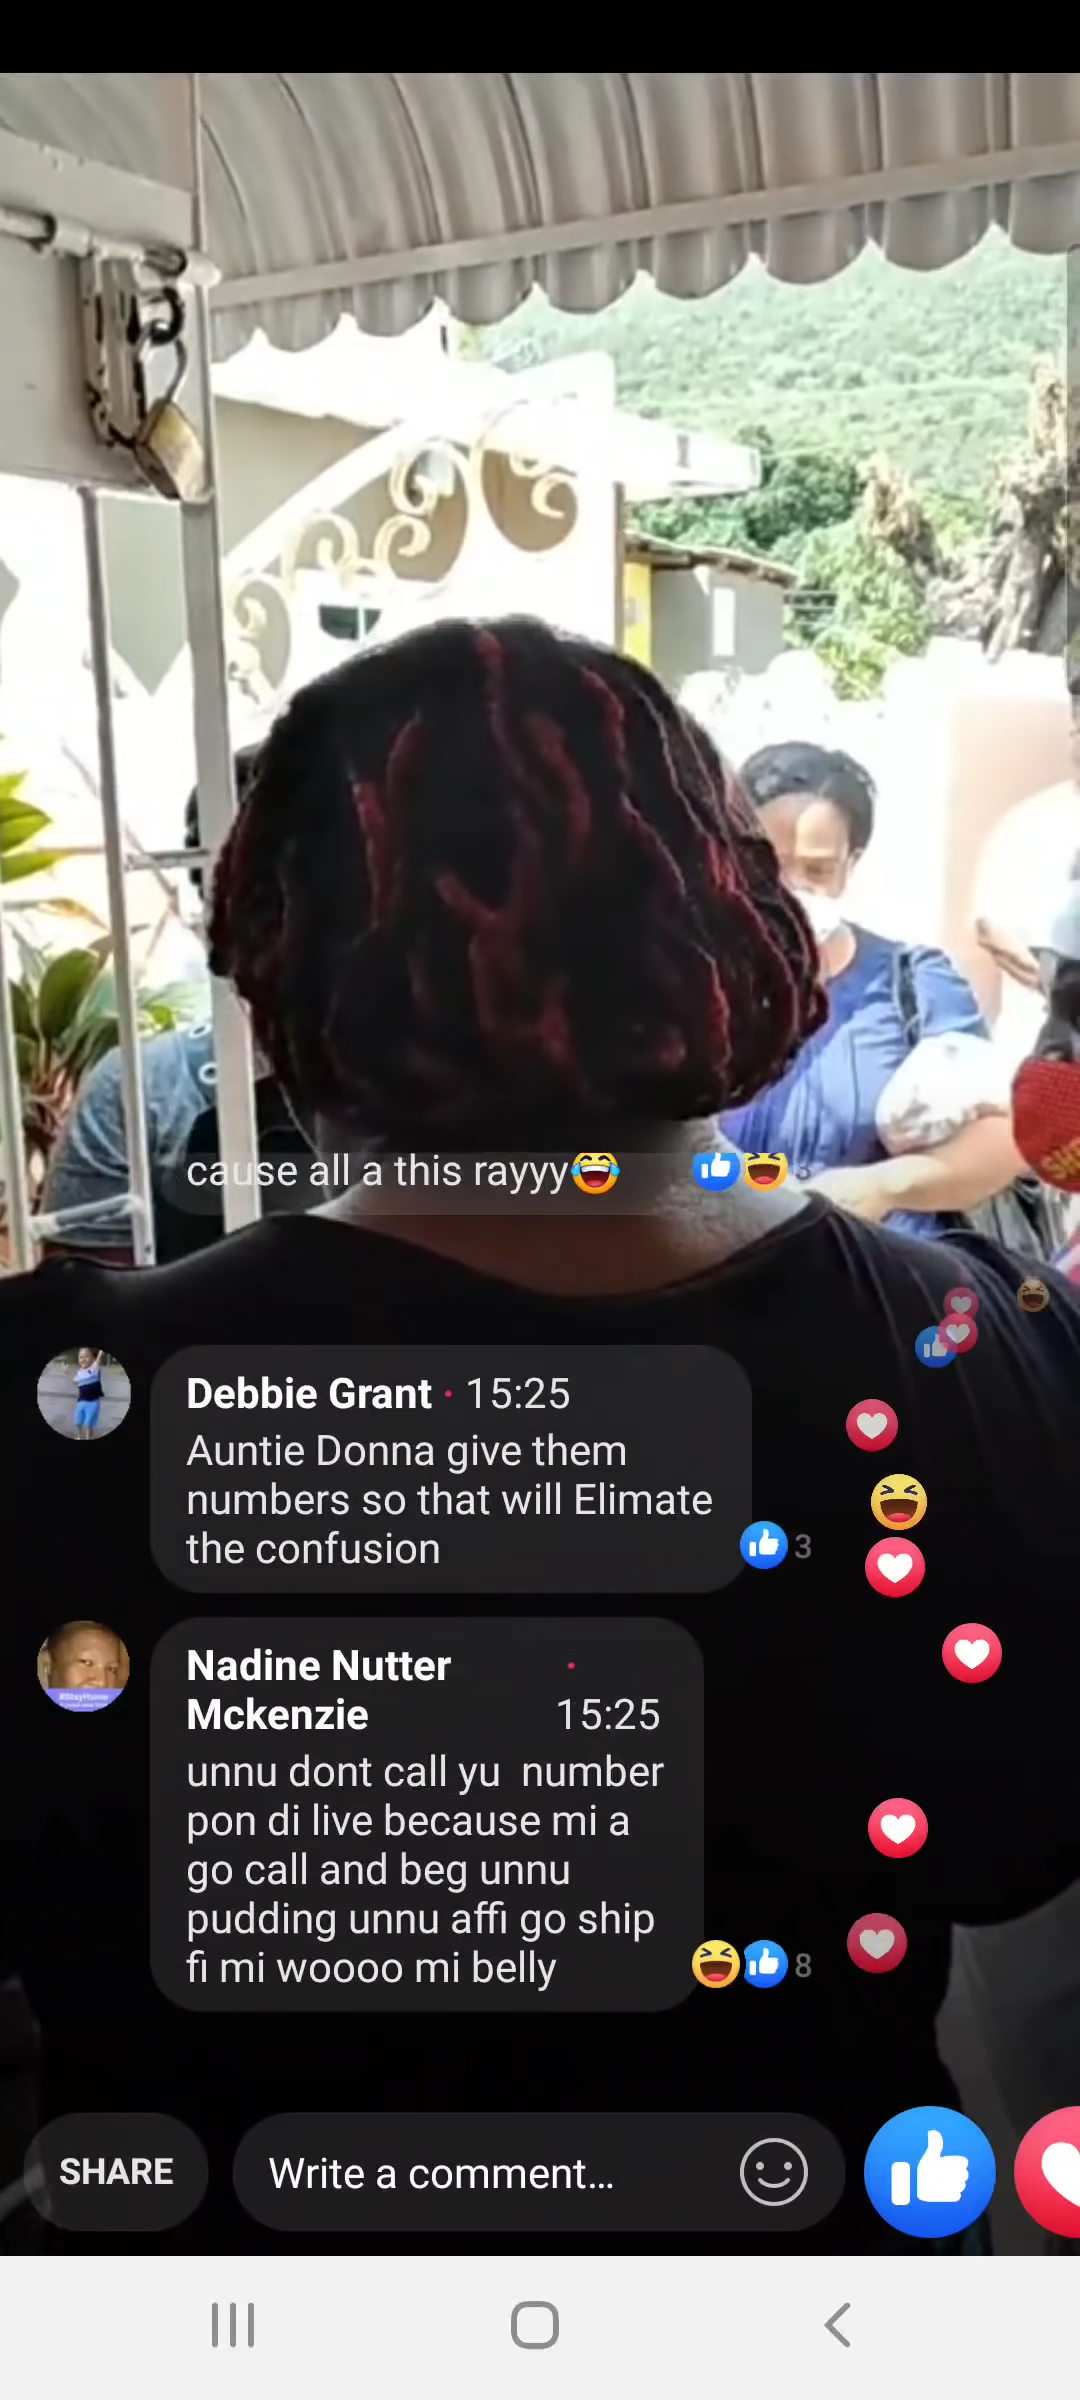 cause all a this rayyy😂 3
Debbie Grant · 15:25
Auntie Donna give them
numbers so that will Elimate
the confusion
3
Nadine Nutter ·
Mckenzie 15:25
unnu dont call yu  number
pon di live because mi a
go call and beg unnu
pudding unnu affi go ship
fi mi woooo mi belly
8
SHARE
Write a comment...